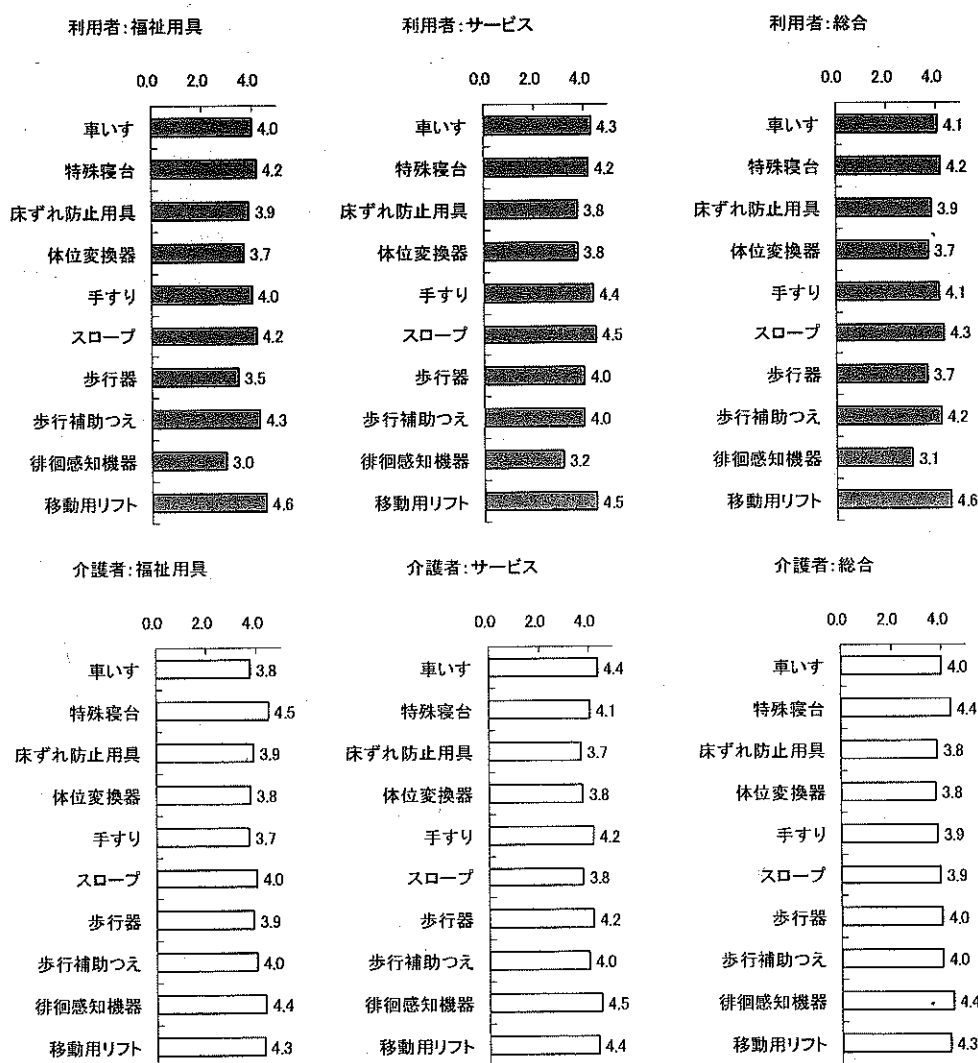 利用者:福祉用具 利用者:サービス 利用者:総合
0.0 2.0 4.0 0.0 2.0 4.0 0.0 2.0 4.0
車いす 4.0 車いす 4.3 車いす 4.1
特殊寝台 4.2 特殊寝台 4.2 特殊寝台 4.2
床ずれ防止用具 3.9 床ずれ防止用具 3.8 床ずれ防止用具 3.9
体位変換器 3.7 体位変換器 3.8 体位変換器 3.7
手すり 4.0 手すり 4.4 手すり 4.1
スロープ 4.2 スロープ 4.5 スロープ 4.3
歩行器 3.5 歩行器 4.0 歩行器 3.7
歩行補助つえ 4.3 歩行補助つえ 4.0 歩行補助つえ 4.2
徘徊感知機器 3.0 徘徊感知機器 3.2 徘徊感知機器 3.1
移動用リフト 4.6 移動用リフト 4.5 移動用リフト 4.6
介護者:福祉用具 介護者:サービス 介護者:総合
0.0 2.0 4.0 0.0 2.0 4.0 0.0 2.0 4.0
車いす 3.8 車いす 4.4 車いす 4.0
特殊寝台 4.5 特殊寝台 4.1 特殊寝台 4.4
床ずれ防止用具 3.9 床ずれ防止用具 3.7 床ずれ防止用具 3.8
体位変換器 3.8 体位変換器 3.8 体位変換器 3.8
手すり 3.7 手すり 4.2 手すり 3.9
スロープ 4.0 スロープ 3.8 スロープ 3.9
歩行器 3.9 歩行器 4.2 歩行器 4.0
歩行補助つえ 4.0 歩行補助つえ 4.0 歩行補助つえ 4.0
徘徊感知機器 4.4 徘徊感知機器 4.5 徘徊感知機器 4.4
移動用リフト 4.3 移動用リフト 4.4 移動用リフト 4.3